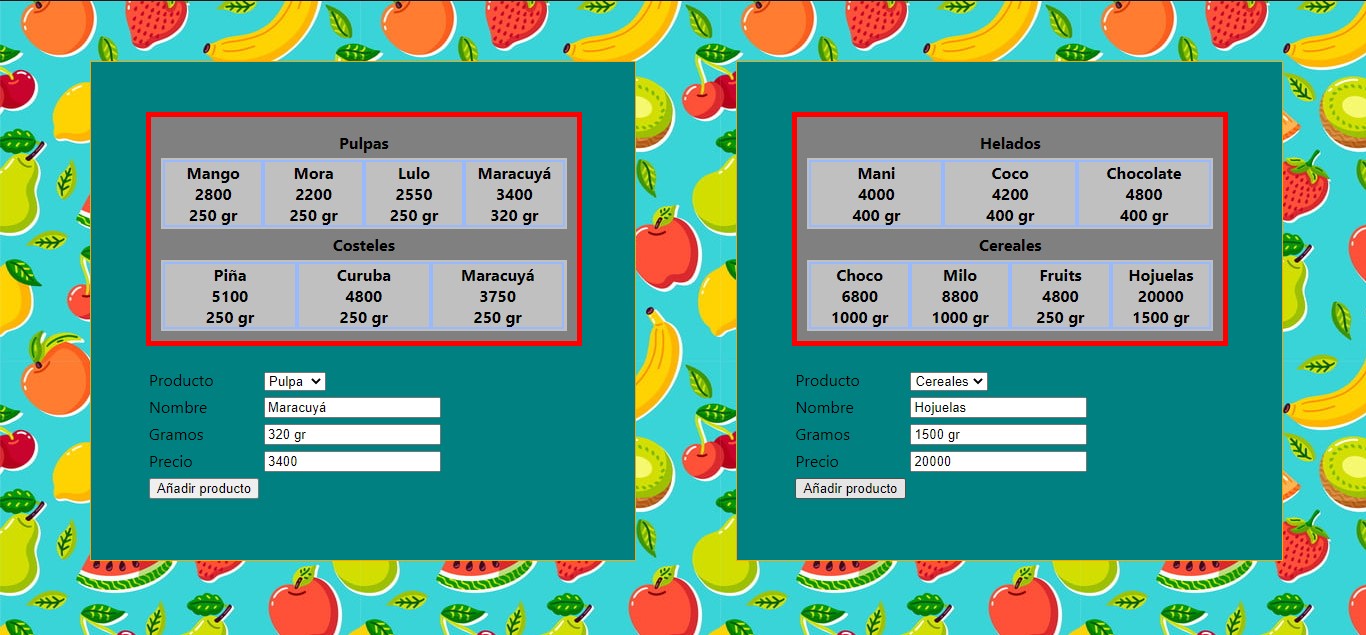 Pulpas
Mango Mora Lulo Maracuyá
2800 2200 2550 3400
250 gr 250 gr 250 gr 320 gr
Costeles
Piña Curuba Maracuyá
5100 4800 3750
250 gr 250 gr 250 gr
Producto Pulpa
Nombre Maracuyá
Gramos 320 gr
Precio 3400
Añadir producto
Helados
Mani Coco Chocolate
4000 4200 4800
400 gr 400 gr 400 gr
Cereales
Choco Milo Fruits Hojuelas
6800 8800 4800 20000
1000 gr 1000 gr 250 gr 1500 gr
Producto Cereales
Nombre Hojuelas
Gramos 1500 gr
Precio 20000
Añadir producto